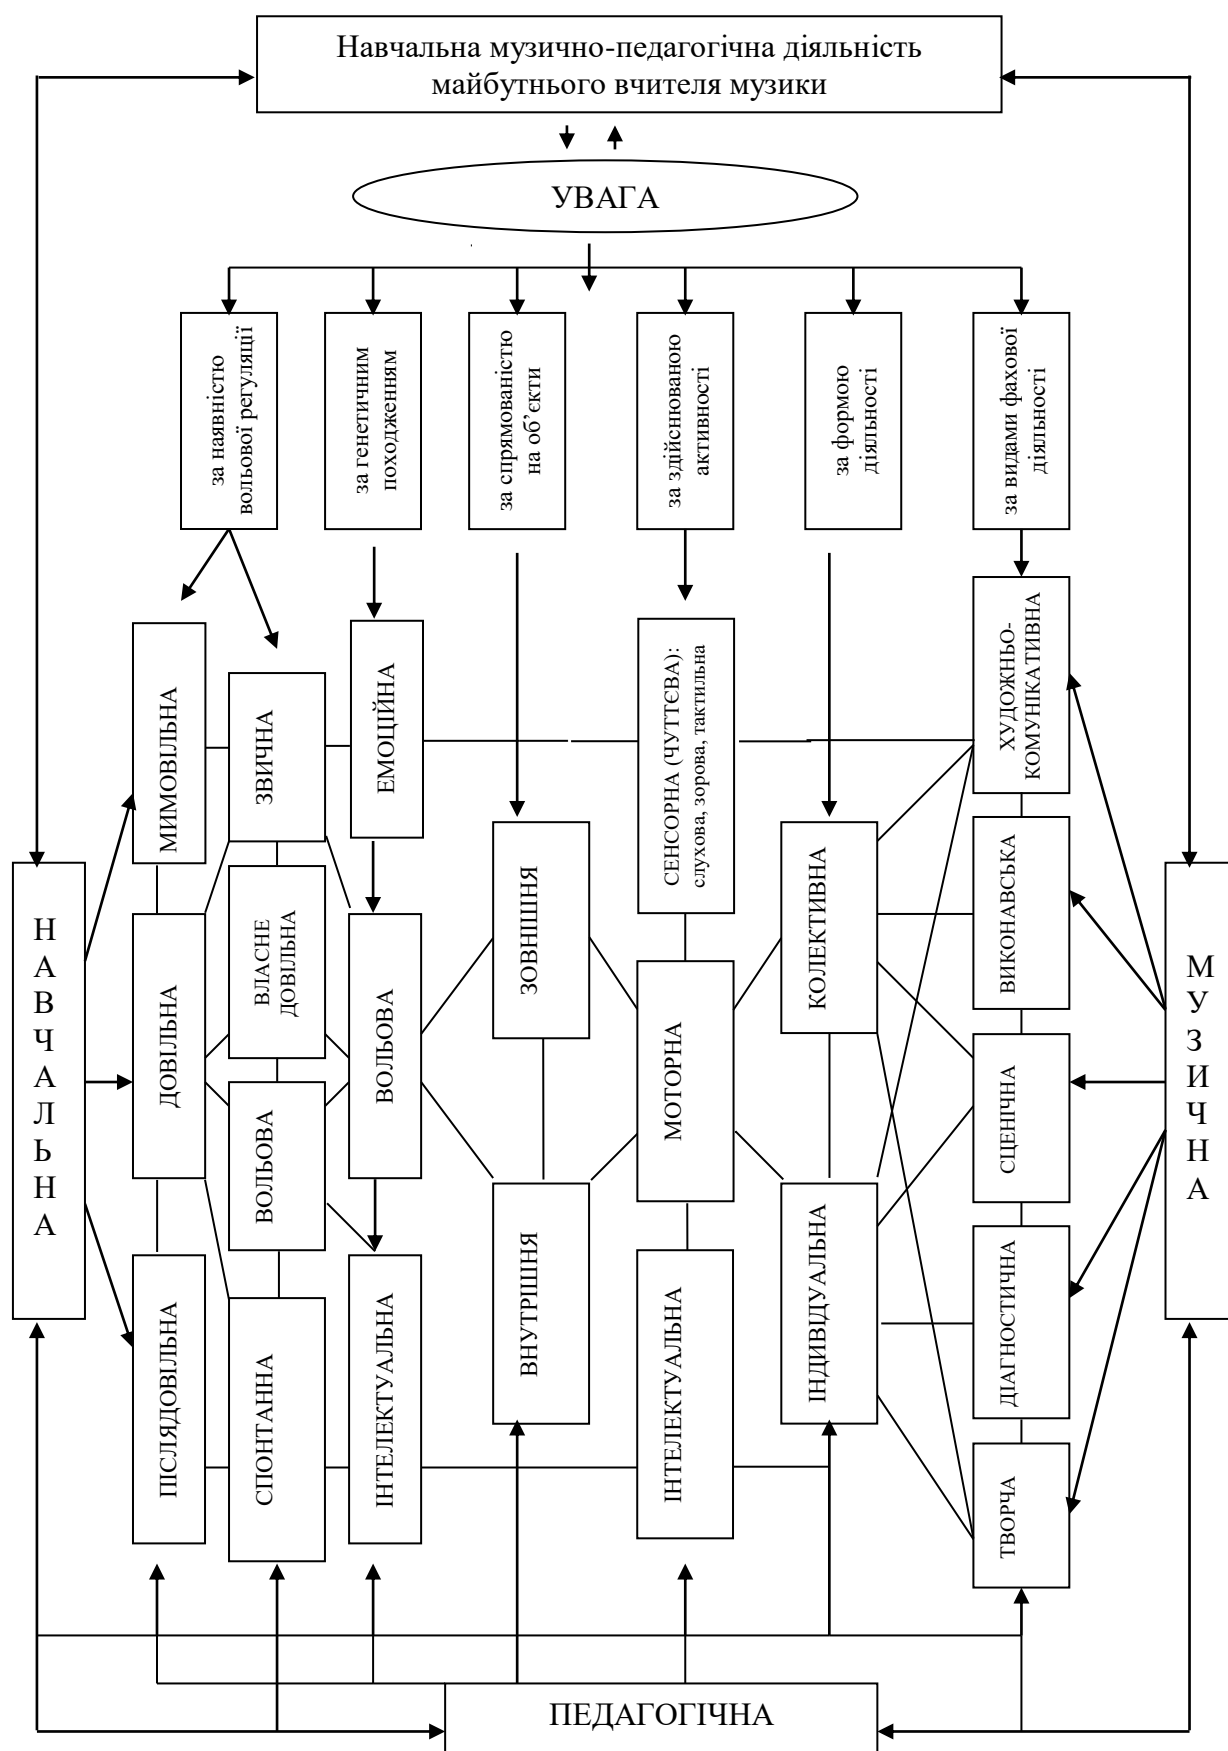 Навчальна музично-педагогічна діяльність
майбутнього вчителя музики
УВАГА
за наявністю
вольової регуляції
за генетичним
походженням
за спрямованістю
на об’єкти
за здійснюваною
активності
за формою
діяльності
за видами фахової
діяльності
НАВЧАЛЬНА
МИМОВІЛЬНА
ДОВІЛЬНА
ПІСЛЯДОВІЛЬНА
ЗВИЧНА
ВЛАСНЕ
ДОВІЛЬНА
ВОЛЬОВА
СПОНТАННА
ЕМОЦІЙНА
ВОЛЬОВА
ІНТЕЛЕКТУАЛЬНА
ЗОВНІШНЯ
ВНУТРІШНЯ
СЕНСОРНА (ЧУТТЄВА):
слухова, зорова, тактильна
МОТОРНА
ІНТЕЛЕКТУАЛЬНА
КОЛЕКТИВНА
ІНДИВІДУАЛЬНА
ХУДОЖНЬО-
КОМУНІКАТИВНА
ВИКОНАВСЬКА
СЦЕНІЧНА
ДІАГНОСТИЧНА
ТВОРЧА
МУЗИЧНА
ПЕДАГОГІЧНА